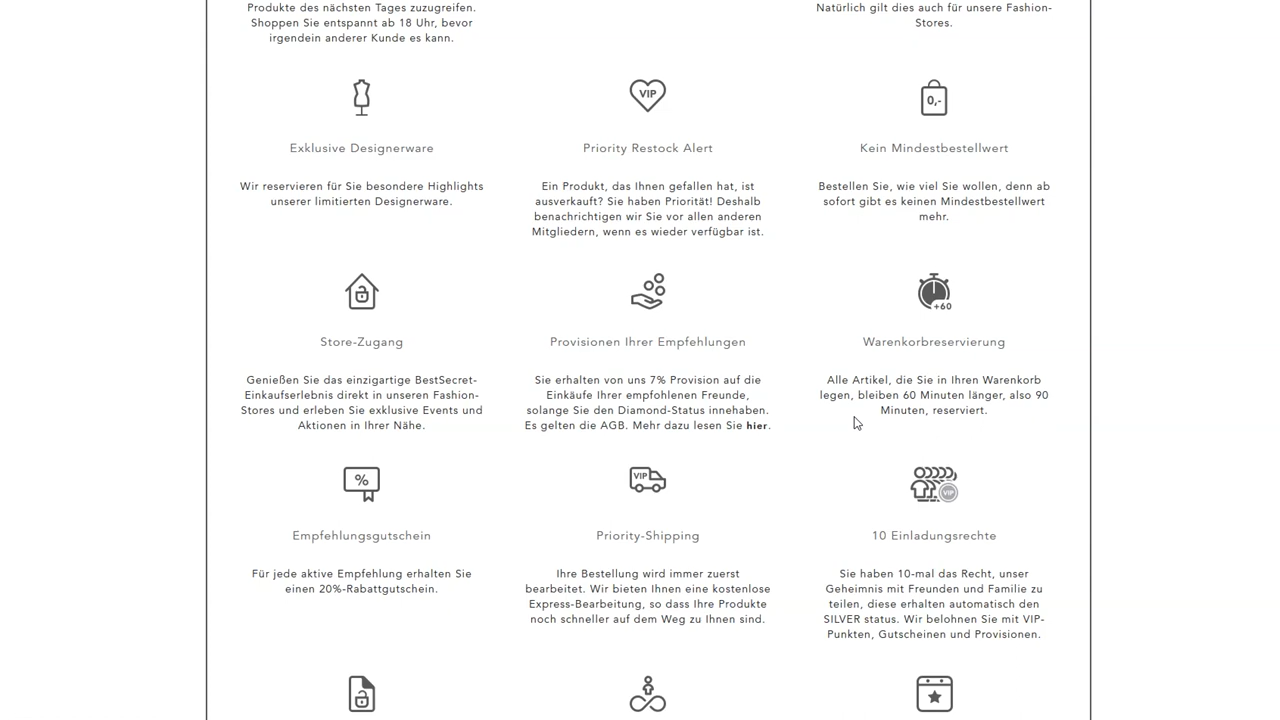 Produkte des nächsten Tages zuzugreifen.
Shoppen Sie entspannt ab 18 Uhr, bevor
irgendein anderer Kunde es kann.
Natürlich gilt dies auch für unsere Fashion-
Stores.
VIP
0,-
Exklusive Designerware
Priority Restock Alert
Kein Mindestbestellwert
Wir reservieren für Sie besondere Highlights
unserer limitierten Designerware.
Ein Produkt, das Ihnen gefallen hat, ist
ausverkauft? Sie haben Priorität! Deshalb
benachrichtigen wir Sie vor allen anderen
Mitgliedern, wenn es wieder verfügbar ist.
Bestellen Sie, wie viel Sie wollen, denn ab
sofort gibt es keinen Mindestbestellwert
mehr.
+60
Store-Zugang
Provisionen Ihrer Empfehlungen
Warenkorbreservierung
Genießen Sie das einzigartige BestSecret-
Einkaufserlebnis direkt in unseren Fashion-
Stores und erleben Sie exklusive Events und
Aktionen in Ihrer Nähe.
Sie erhalten von uns 7% Provision auf die
Einkäufe Ihrer empfohlenen Freunde,
solange Sie den Diamond-Status innehaben.
Es gelten die AGB. Mehr dazu lesen Sie hier.
Alle Artikel, die Sie in Ihren Warenkorb
legen, bleiben 60 Minuten länger, also 90
Minuten, reserviert.
%
VIP
VIP
Empfehlungsgutschein
Priority-Shipping
10 Einladungsrechte
Für jede aktive Empfehlung erhalten Sie
einen 20%-Rabattgutschein.
Ihre Bestellung wird immer zuerst
bearbeitet. Wir bieten Ihnen eine kostenlose
Express-Bearbeitung, so dass Ihre Produkte
noch schneller auf dem Weg zu Ihnen sind.
Sie haben 10-mal das Recht, unser
Geheimnis mit Freunden und Familie zu
teilen, diese erhalten automatisch den
SILVER status. Wir belohnen Sie mit VIP-
Punkten, Gutscheinen und Provisionen.